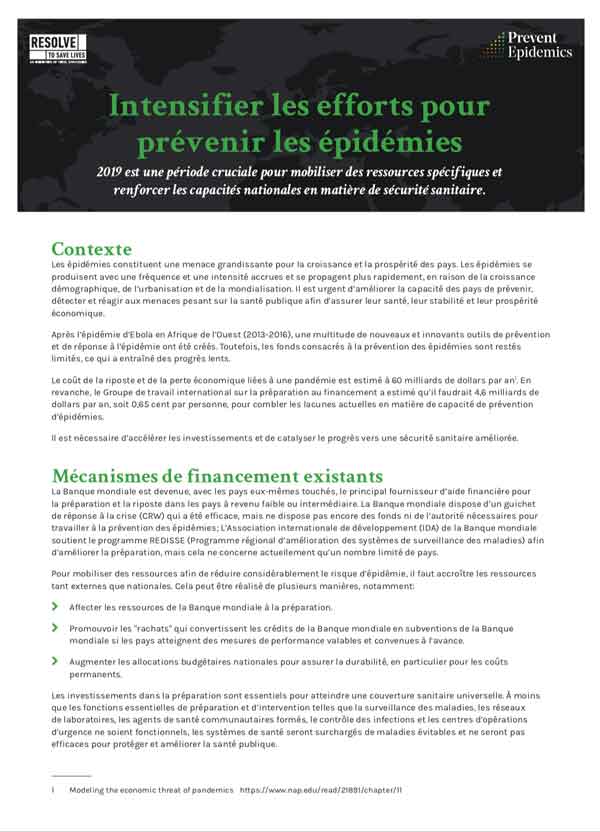 RESOLVE
TO SAVE LIVES
Prevent
Epidemics
Intensifier les efforts pour
prévenir les épidémies
2019 est une période cruciale pour mobiliser des ressources spécifiques et
renforcer les capacités nationales en matière de sécurité sanitaire.
Contexte
Les épidémies constituent une menace grandissante pour la croissance et la prospérité des pays. Les épidémies se
produisent avec une fréquence et une intensité accrues et se propagent plus rapidement, en raison de la croissance
démographique, de l'urbanisation et de la mondialisation. Il est urgent d'améliorer la capacité des pays de prévenir,
détecter et réagir aux menaces pesant sur la santé publique afin d'assurer leur santé, leur stabilité et leur prospérité
économique.
Après l'épidémie d'Ebola en Afrique de l'Ouest (2013-2016), une multitude de nouveaux et innovants outils de prévention
et de réponse à l'épidémie ont été créés. Toutefois, les fonds consacrés à la prévention des épidémies sont restés
limités, ce qui a entraîné des progrès lents.
Le coût de la riposte et de la perte économique liées à une pandémie est estimé à 60 milliards de dollars par an¹. En
revanche, le Groupe de travail international sur la préparation au financement a estimé qu'il faudrait 4,6 milliards de
dollars par an, soit 0,65 cent par personne, pour combler les lacunes actuelles en matière de capacité de prévention
d'épidémies.
Il est nécessaire d'accélérer les investissements et de catalyser le progrès vers une sécurité sanitaire améliorée.
Mécanismes de financement existants
La Banque mondiale est devenue, avec les pays eux-mêmes touchés, le principal fournisseur d'aide financière pour
la préparation et la riposte dans les pays à revenu faible ou intermédiaire. La Banque mondiale dispose d'un guichet
de réponse à la crise (CRW) qui a été efficace, mais ne dispose pas encore des fonds ni de l'autorité nécessaires pour
travailler à la prévention des épidémies; L'Association internationale de développement (IDA) de la Banque mondiale
soutient le programme REDISSE (Programme régional d'amélioration des systèmes de surveillance des maladies) afin
d'améliorer la préparation, mais cela ne concerne actuellement qu'un nombre limité de pays.
Pour mobiliser des ressources afin de réduire considérablement le risque d'épidémie, il faut accroître les ressources
tant externes que nationales. Cela peut être réalisé de plusieurs manières, notamment:
Affecter les ressources de la Banque mondiale à la préparation.
Promouvoir les "rachats" qui convertissent les crédits de la Banque mondiale en subventions de la Banque
mondiale si les pays atteignent des mesures de performance valables et convenues à l'avance.
Augmenter les allocations budgétaires nationales pour assurer la durabilité, en particulier pour les coûts
permanents.
Les investissements dans la préparation sont essentiels pour atteindre une couverture sanitaire universelle. À moins
que les fonctions essentielles de préparation et d'intervention telles que la surveillance des maladies, les réseaux
de laboratoires, les agents de santé communautaires formés, le contrôle des infections et les centres d'opérations
d'urgence ne soient fonctionnels, les systèmes de santé seront surchargés de maladies évitables et ne seront pas
efficaces pour protéger et améliorer la santé publique.
1 Modeling the economic threat of pandemics https://www.nap.edu/read/21891/chapter/11